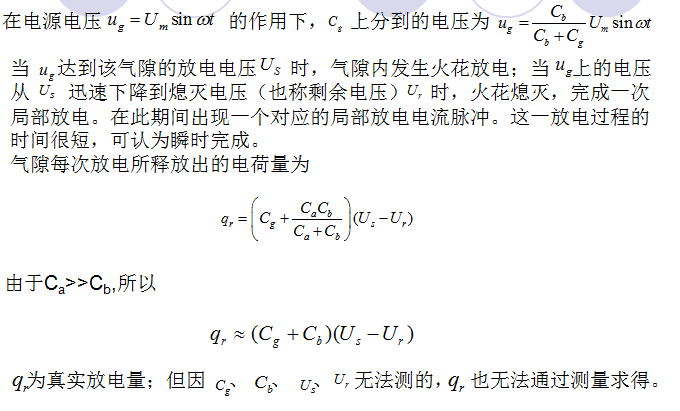 在电源电压 u_g = U_m sin ωt 的作用下，C_g 上分到的电压为 u_g = \frac{C_b}{C_b + C_g} U_m sin ωt
当 u_g 达到该气隙的放电电压 U_S 时，气隙内发生火花放电；当 u_g 上的电压
从 U_s 迅速下降到熄灭电压（也称剩余电压）U_r 时，火花熄灭，完成一次
局部放电。在此期间出现一个对应的局部放电电流脉冲。这一放电过程的
时间很短，可认为瞬时完成。
气隙每次放电所释放出的电荷量为
q_r = \left( C_g + \frac{C_a C_b}{C_a + C_b} \right) (U_s − U_r)
由于C_a>>C_b,所以
q_r ≈ (C_g + C_b)(U_s − U_r)
q_r为真实放电量；但因 C_g、 C_b、 U_s、 U_r 无法测的，q_r 也无法通过测量求得。